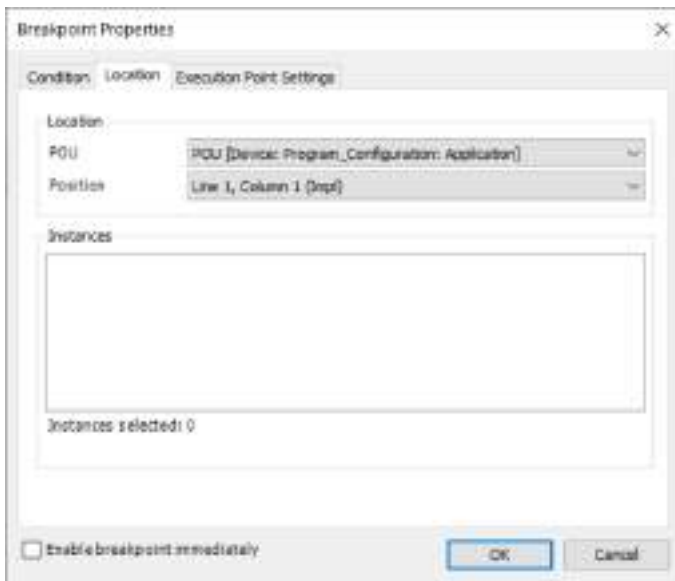 Breakpoint Properties
Condition Location Execution Point Settings
Location
POU POU [Device: Program_Configuration: Application]
Position Line 1, Column 1 (Impl)
Instances
Instances selected: 0
Enable breakpoint immediately OK Cancel